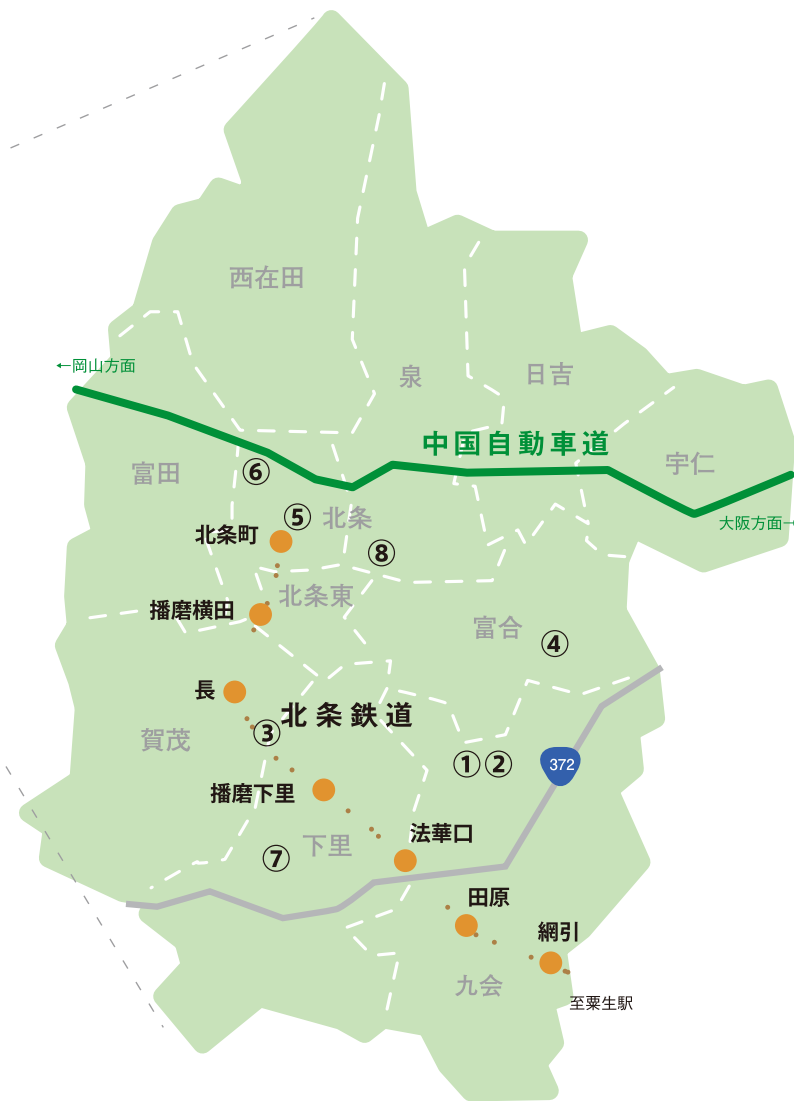 西在田
泉
日吉
←岡山方面
中国自動車道
宇仁
富田
⑥
大阪方面→
⑤
北条
北条町
⑧
北条東
播磨横田
富合
④
長
北条鉄道
③
賀茂
①②
372
播磨下里
法華口
下里
⑦
田原
網引
九会
至粟生駅